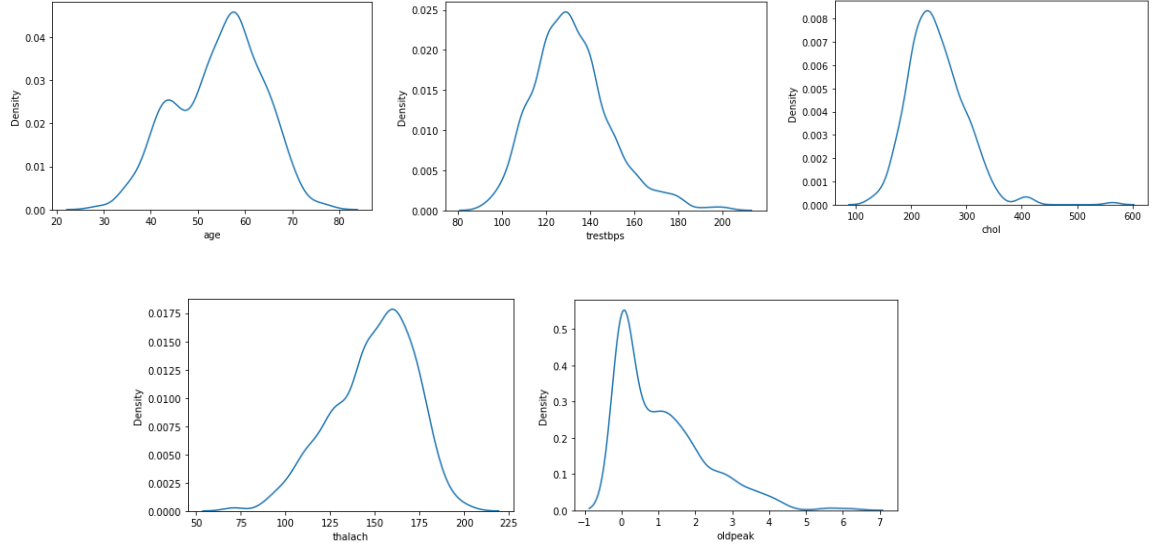 0.04
0.03
0.02
0.01
0.00
Density
20 30 40 50 60 70 80
age
0.025
0.020
0.015
0.010
0.005
0.000
Density
80 100 120 140 160 180 200
trestbps
0.008
0.007
0.006
0.005
0.004
0.003
0.002
0.001
0.000
Density
100 200 300 400 500 600
chol
0.0175
0.0150
0.0125
0.0100
0.0075
0.0050
0.0025
0.0000
Density
50 75 100 125 150 175 200 225
thalach
0.5
0.4
0.3
0.2
0.1
0.0
Density
−1 0 1 2 3 4 5 6 7
oldpeak